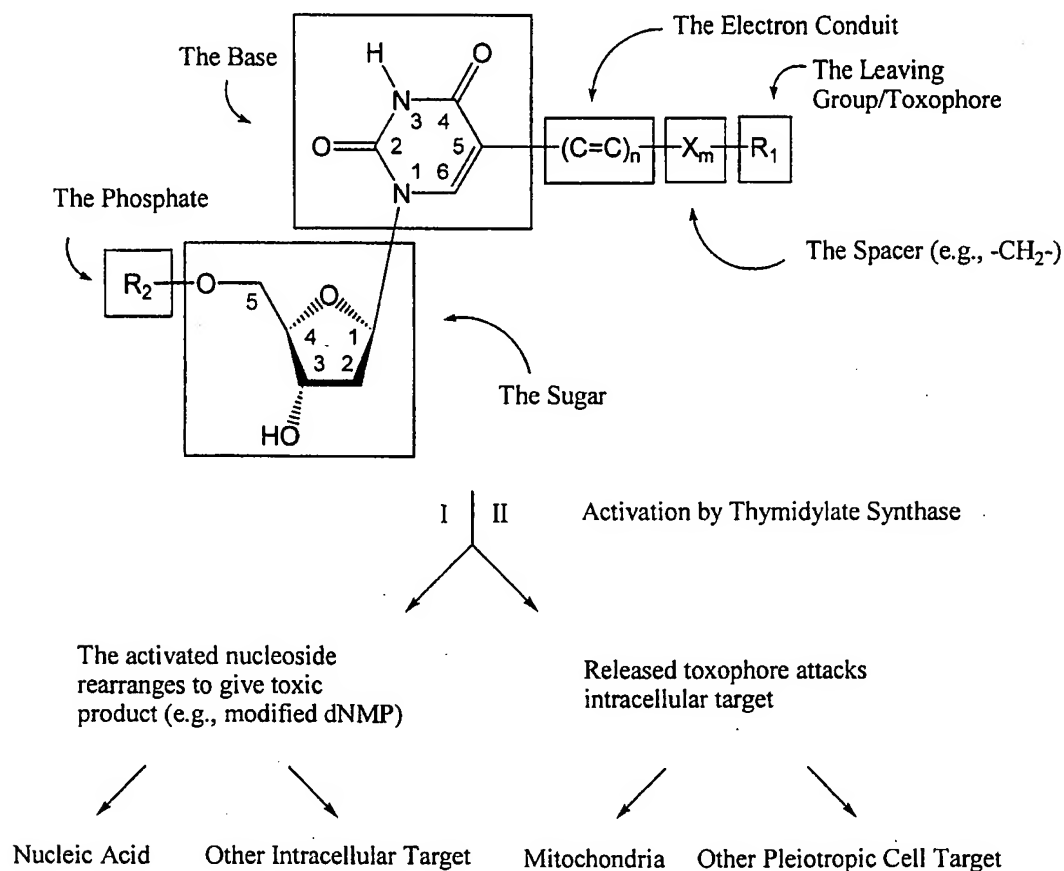 The Electron Conduit
The Base
The Leaving
Group/Toxophore
H
O
N
3
4
O
2
5
(C=C)n
Xm
R1
1
6
N
The Phosphate
The Spacer (e.g., -CH2-)
R2
O
5
O
4
1
3
2
The Sugar
HO
I
II
Activation by Thymidylate Synthase
The activated nucleoside
rearranges to give toxic
product (e.g., modified dNMP)
Released toxophore attacks
intracellular target
Nucleic Acid
Other Intracellular Target
Mitochondria
Other Pleiotropic Cell Target